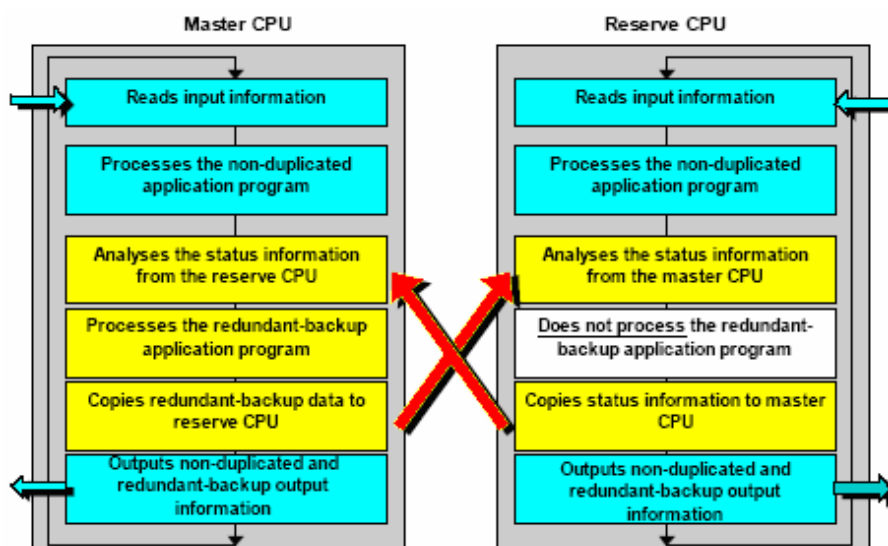 Master CPU
Reads input information
Processes the non-duplicated
application program
Analyses the status information
from the reserve CPU
Processes the redundant-backup
application program
Copies redundant-backup data to
reserve CPU
Outputs non-duplicated and
redundant-backup output
information
Reserve CPU
Reads input information
Processes the non-duplicated
application program
Analyses the status information
from the master CPU
Does not process the redundant-
backup application program
Copies status information to master
CPU
Outputs non-duplicated and
redundant-backup output
information